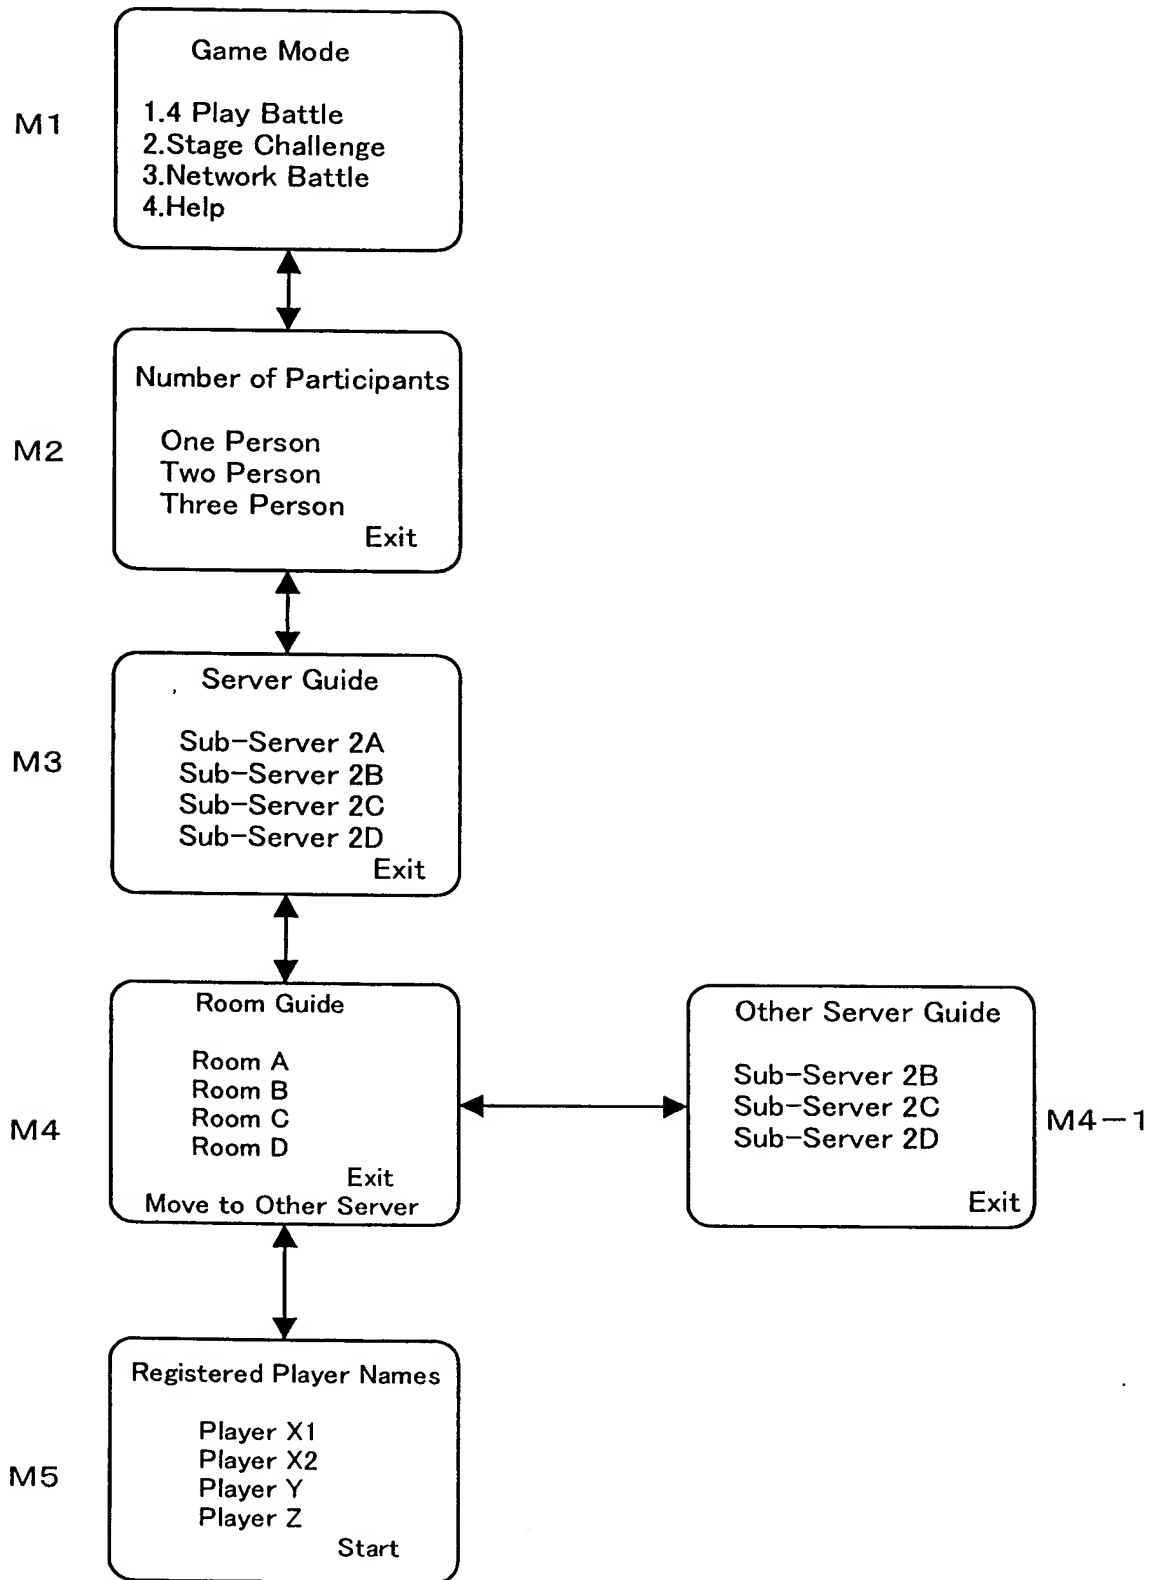 Game Mode
M1
1.4 Play Battle
2.Stage Challenge
3.Network Battle
4.Help
Number of Participants
M2
One Person
Two Person
Three Person
Exit
Server Guide
M3
Sub-Server 2A
Sub-Server 2B
Sub-Server 2C
Sub-Server 2D
Exit
Room Guide
M4
Room A
Room B
Room C
Room D
Exit
Move to Other Server
Other Server Guide
Sub-Server 2B
Sub-Server 2C
Sub-Server 2D
M4-1
Exit
Registered Player Names
M5
Player X1
Player X2
Player Y
Player Z
Start